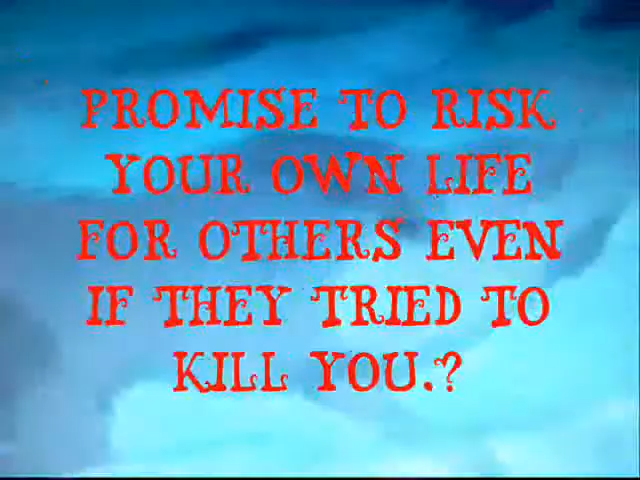 PROMISE TO RISK
YOUR OWN LIFE
FOR OTHERS EVEN
IF THEY TRIED TO
KILL YOU.?